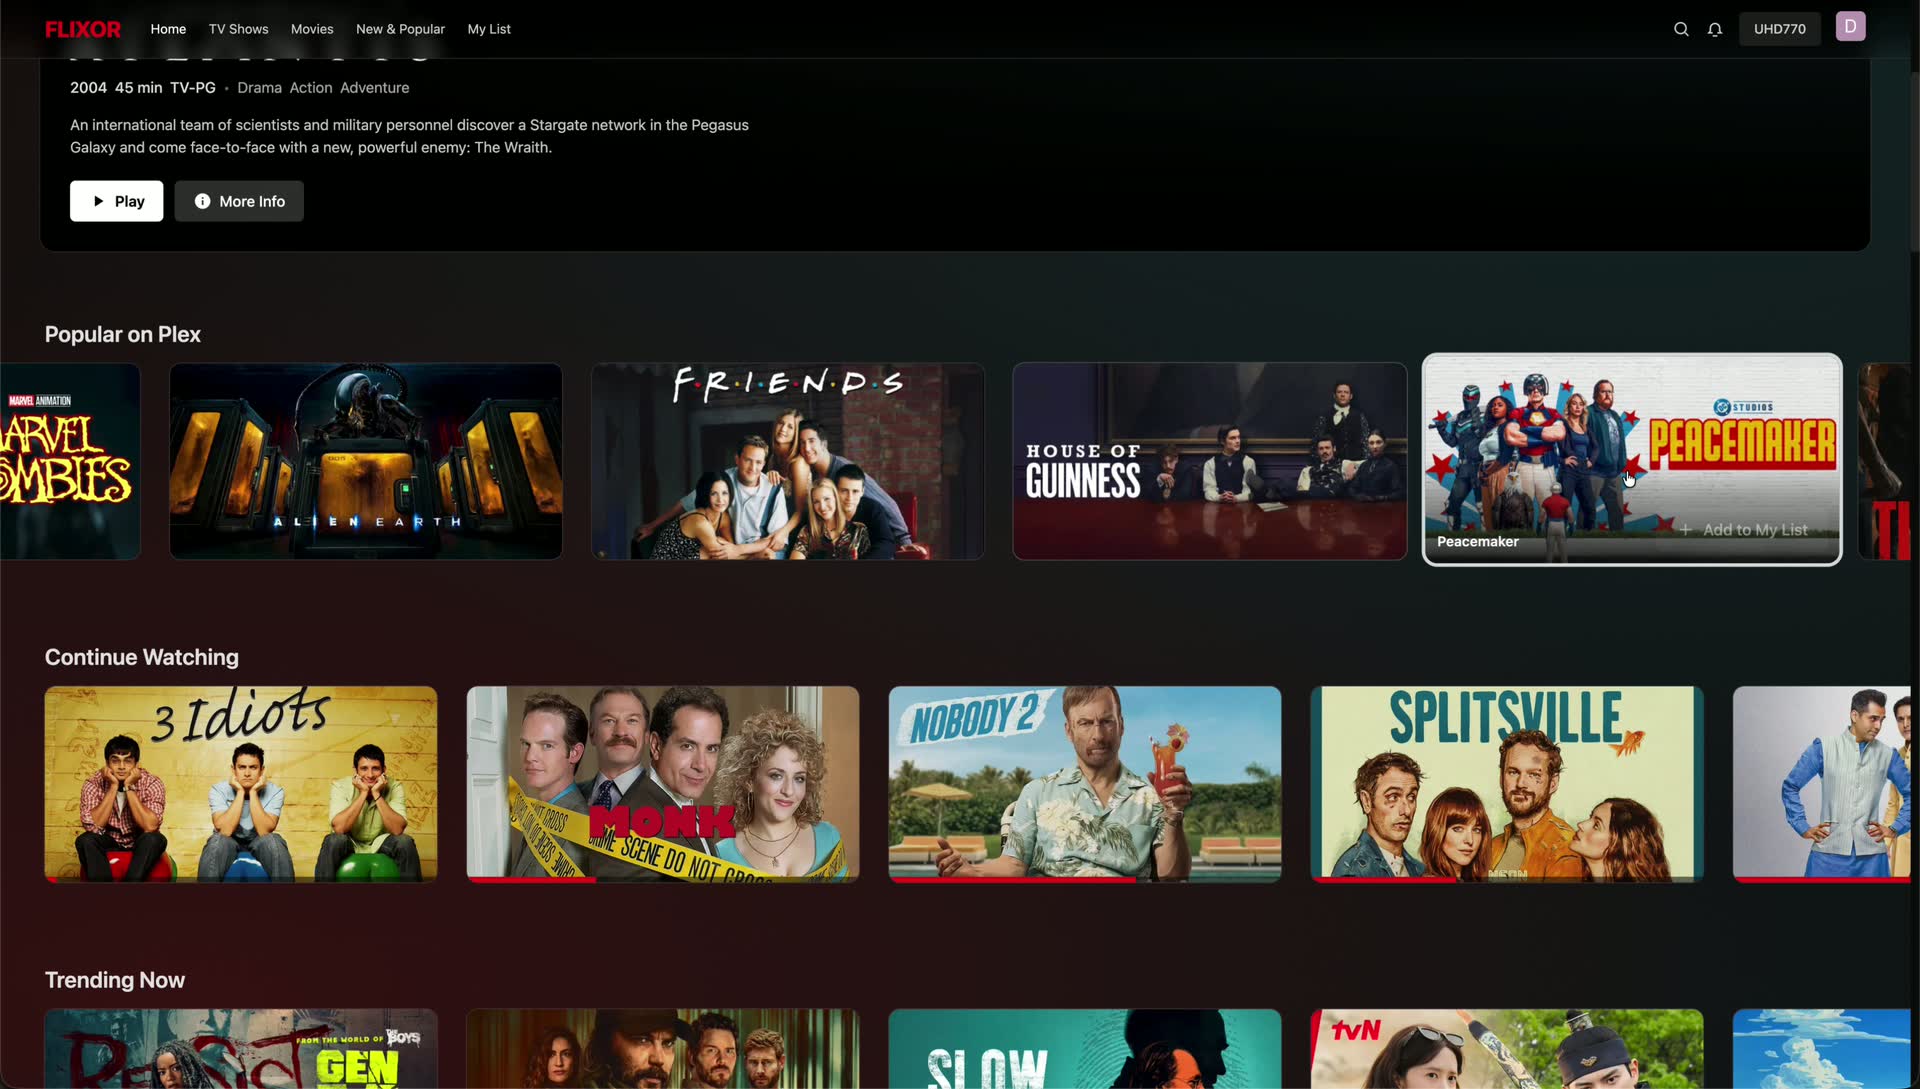 FLIXOR
Home
TV Shows
Movies
New & Popular
My List
UHD770
D
2004 45 min TV-PG • Drama Action Adventure
An international team of scientists and military personnel discover a Stargate network in the Pegasus
Galaxy and come face-to-face with a new, powerful enemy: The Wraith.
Play
More Info
Popular on Plex
MARVEL ANIMATION
ALIEN EARTH
F·R·I·E·N·D·S
HOUSE OF
GUINNESS
DC STUDIOS
PEACEMAKER
+ Add to My List
Peacemaker
Continue Watching
3 Idiots
MONK
CRIME SCENE DO NOT CROSS
NOBODY 2
SPLITSVILLE
NEON
Trending Now
FROM THE WORLD OF THE BOYS
GEN
SLOW
tvN